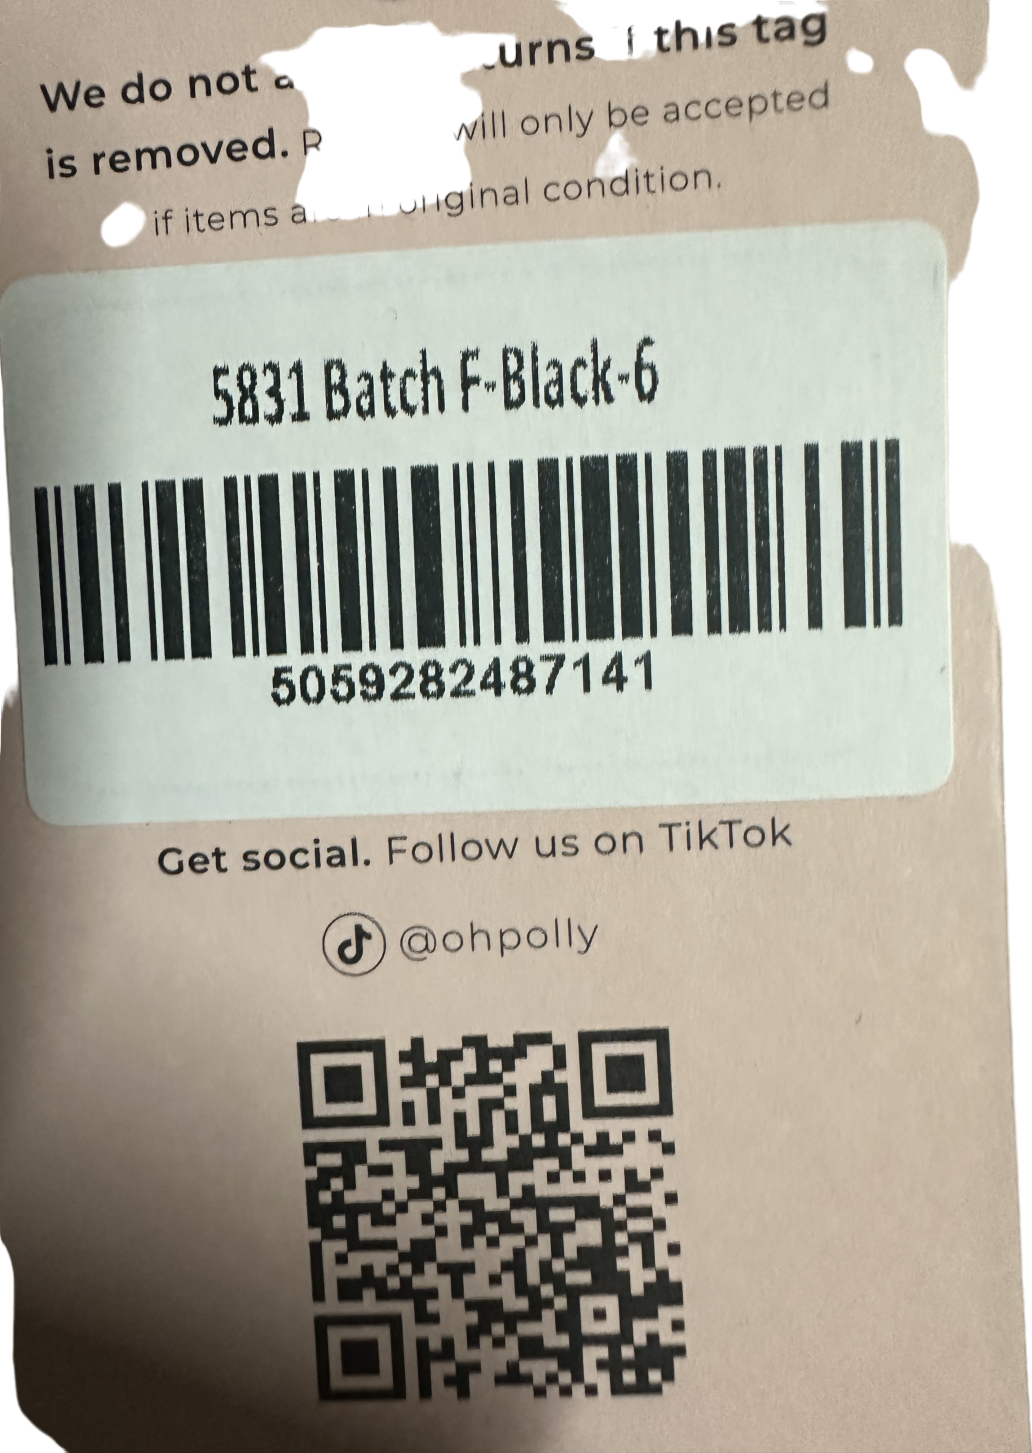 We do not this tag
is removed. will only be accepted
if items original condition.
5831 Batch F-Black-6
5059282487141
Get social. Follow us on TikTok
@ohpolly